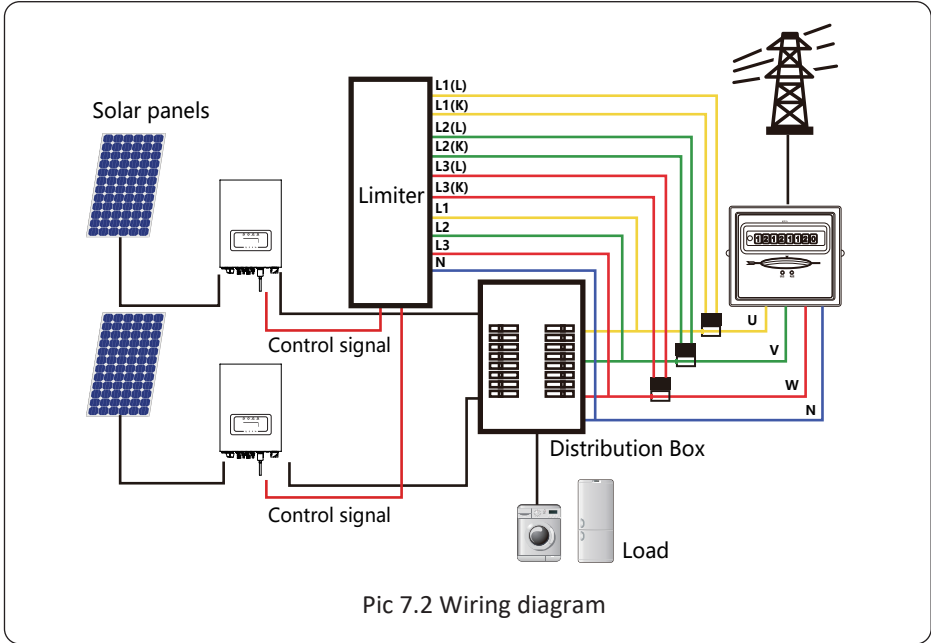 Solar panels
Limiter
L1(L)
L1(K)
L2(L)
L2(K)
L3(L)
L3(K)
L1
L2
L3
N
12121120
U
V
W
N
Control signal
Distribution Box
Control signal
Load
Pic 7.2 Wiring diagram